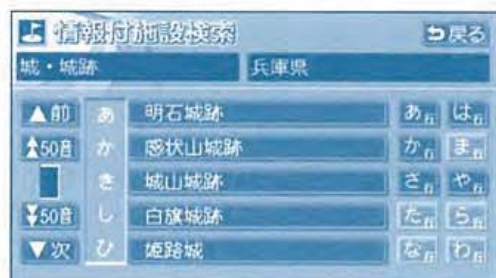 情報付施設検索 戻る
城・城跡 兵庫県
▲前 あ 明石城跡 あ行 は行
50音 か 感状山城跡 か行 ま行
き 城山城跡 さ行 や行
50音 し 白旗城跡 た行 ら行
▼次 ひ 姫路城 な行 わ行